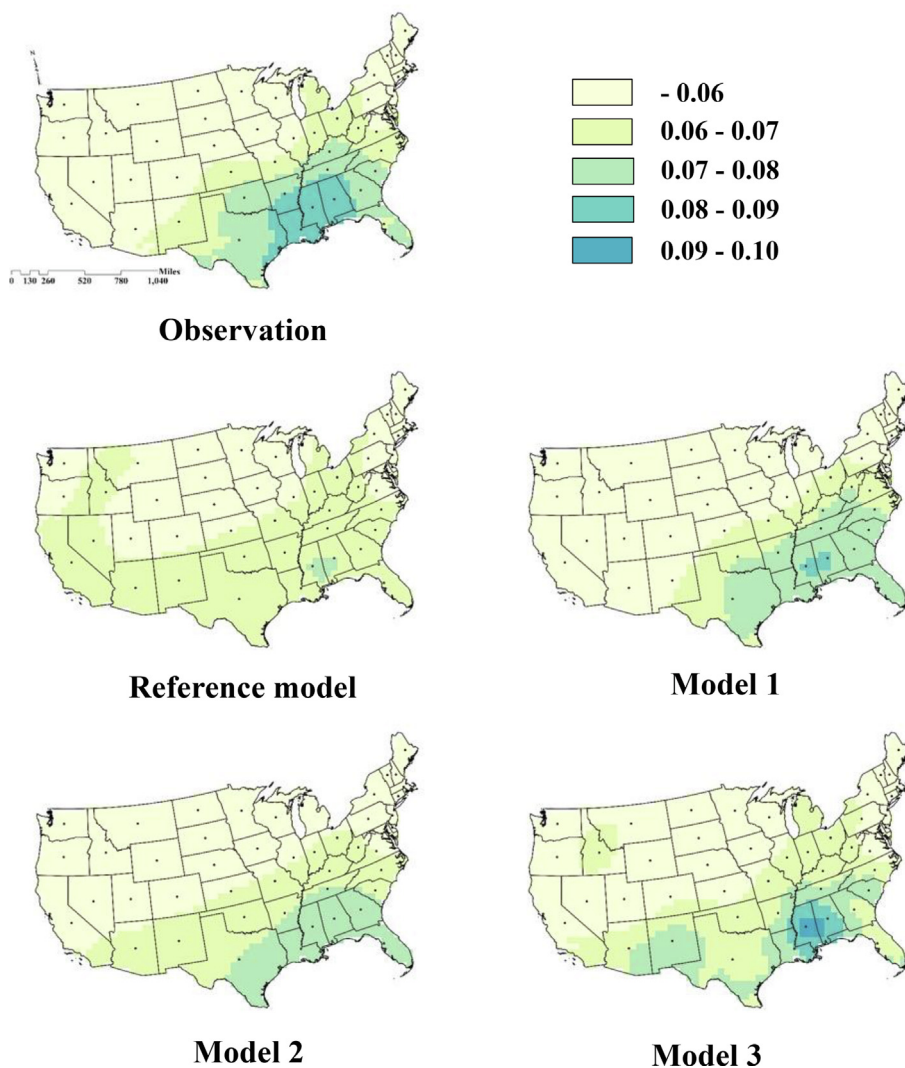 N
- 0.06
0.06 - 0.07
0.07 - 0.08
0.08 - 0.09
0.09 - 0.10
Miles
0 130 260 520 780 1,040
Observation
Reference model
Model 1
Model 2
Model 3